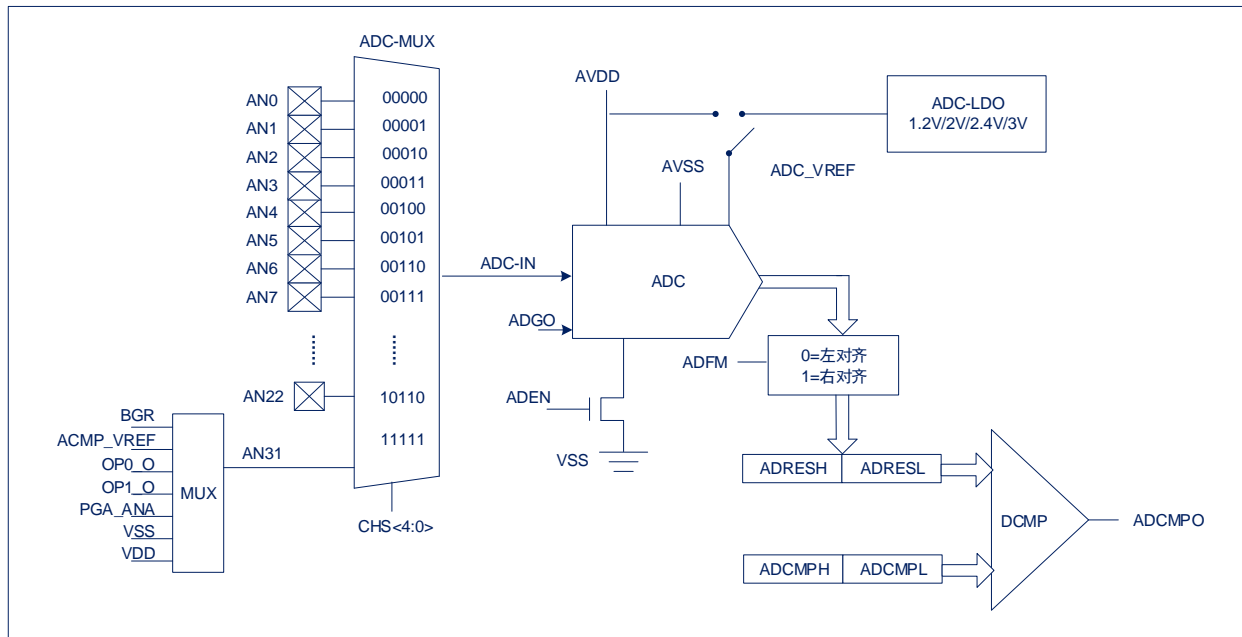 ADC-MUX
AN0
00000
AN1
00001
AN2
00010
AN3
00011
AN4
00100
AN5
00101
AN6
00110
AN7
00111
AN22
10110
11111
BGR
ACMP_VREF
OP0_O
OP1_O
PGA_ANA
VSS
VDD
MUX
AN31
CHS<4:0>
AVDD
AVSS
ADC_VREF
ADC-LDO
1.2V/2V/2.4V/3V
ADC-IN
ADC
ADGO
ADEN
VSS
ADFM
0=左对齐
1=右对齐
ADRESH
ADRESL
ADCMPH
ADCMPL
DCMP
ADCMPO